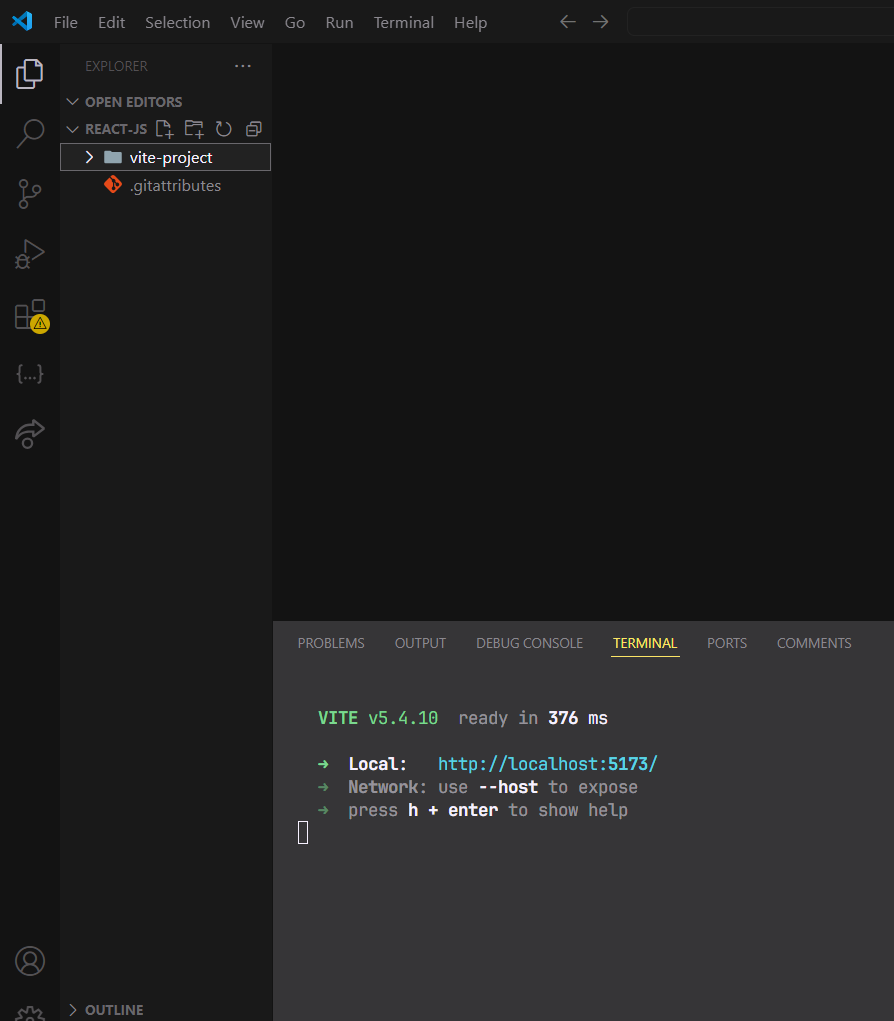 File Edit Selection View Go Run Terminal Help
EXPLORER
OPEN EDITORS
REACT-JS
vite-project
.gitattributes
{...}
PROBLEMS OUTPUT DEBUG CONSOLE TERMINAL PORTS COMMENTS
VITE v5.4.10 ready in 376 ms
➜ Local: http://localhost:5173/
➜ Network: use --host to expose
➜ press h + enter to show help
OUTLINE